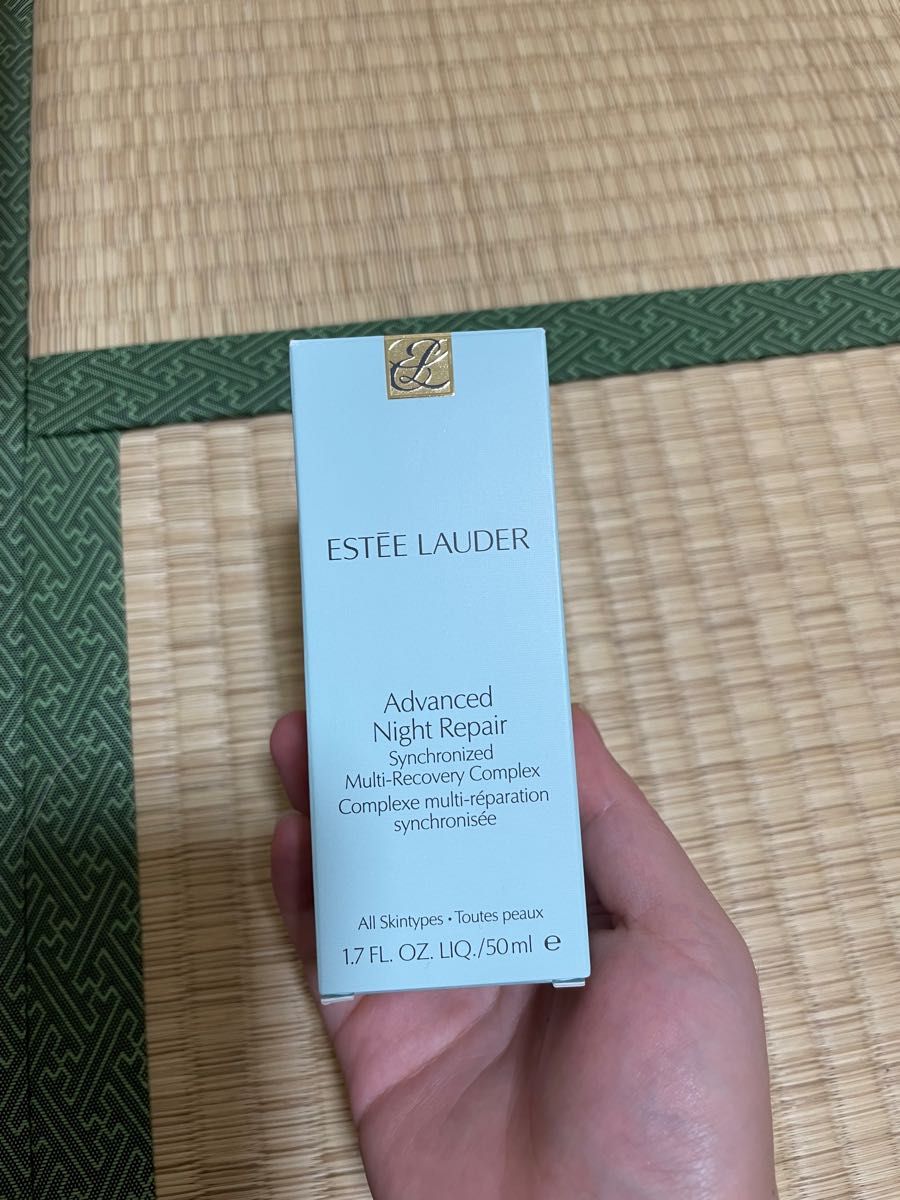 EL
ESTĒE LAUDER
Advanced
Night Repair
Synchronized
Multi-Recovery Complex
Complexe multi-réparation
synchronisée
All Skintypes • Toutes peaux
1.7 FL. OZ. LIQ./50 ml ℮